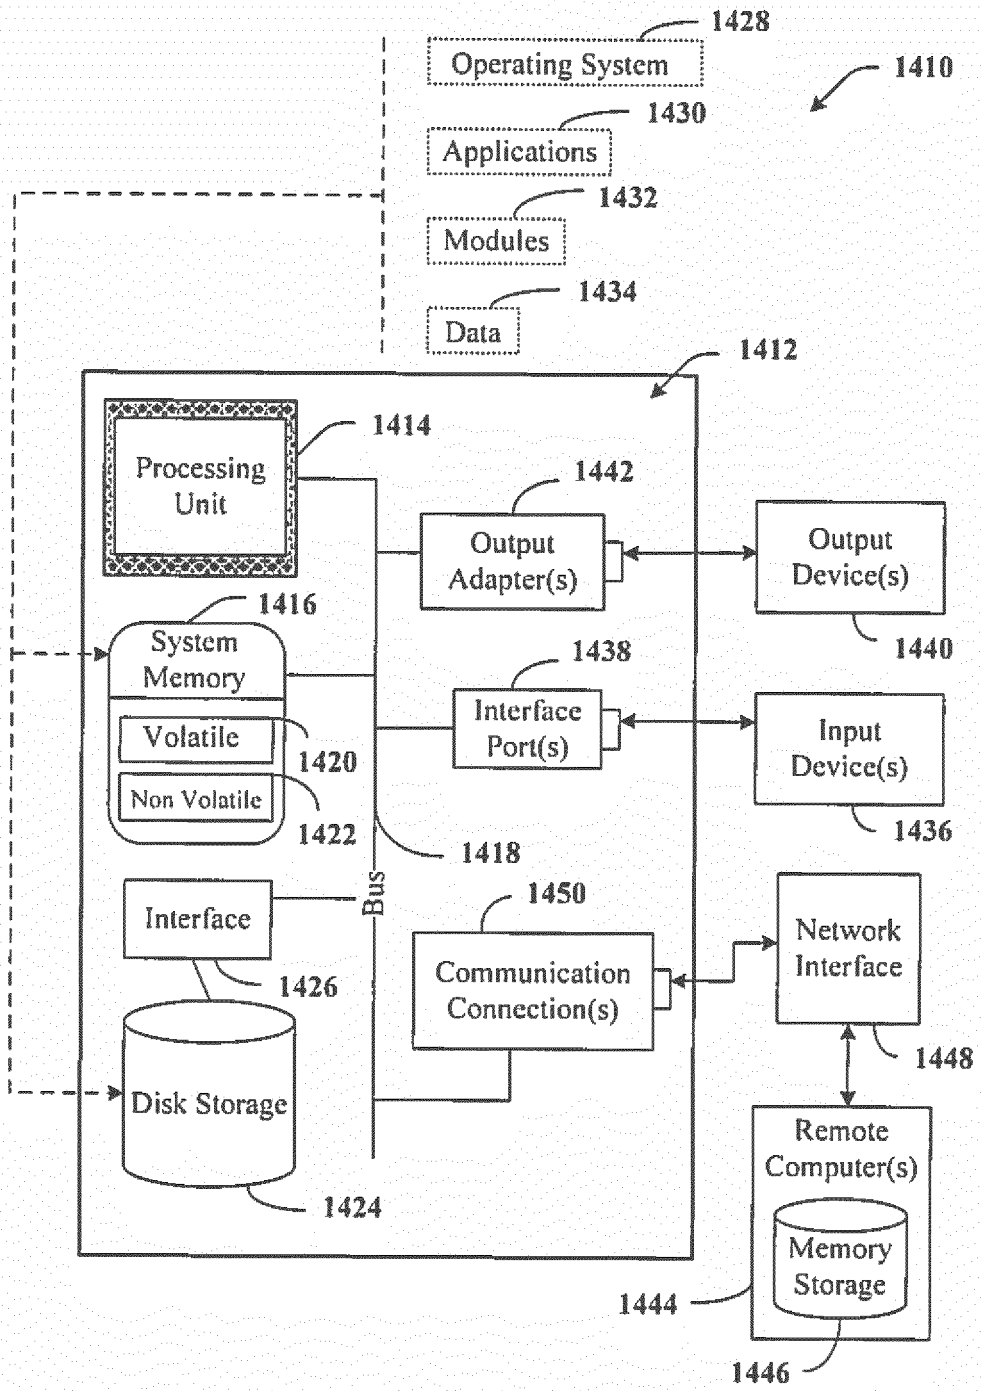 1428
Operating System
1410
1430
Applications
1432
Modules
1434
Data
1412
1414
Processing
Unit
1442
Output
Adapter(s)
Output
Device(s)
1440
1416
System
Memory
Volatile
1420
Non Volatile
1422
1438
Interface
Port(s)
Input
Device(s)
1436
1418
Bus
Interface
1426
1450
Communication
Connection(s)
Network
Interface
1448
Disk Storage
1424
Remote
Computer(s)
Memory
Storage
1444
1446